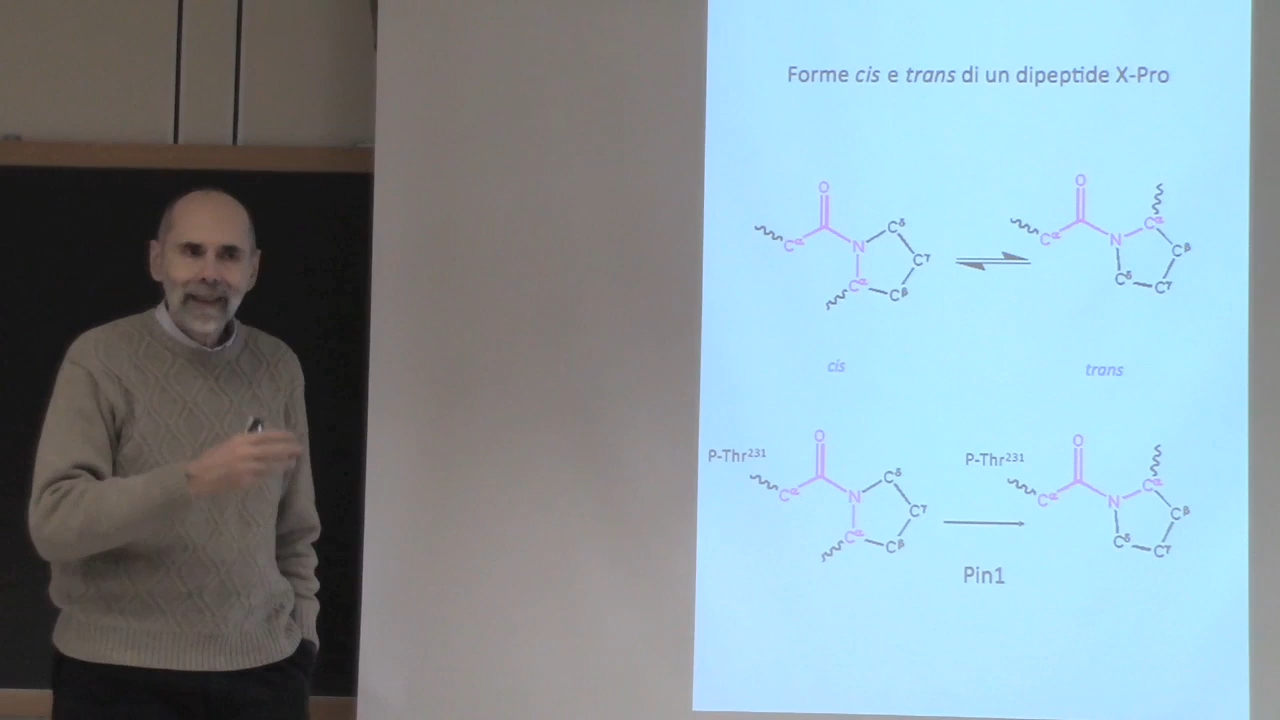 Forme cis e trans di un dipeptide X-Pro
O O
Cα N Cδ Cγ Cβ Cα
Cα N Cα Cβ Cγ Cδ
cis trans
P-Thr²³¹ O P-Thr²³¹ O
Cα N Cδ Cγ Cβ Cα
Cα N Cα Cβ Cγ Cδ
Pin1